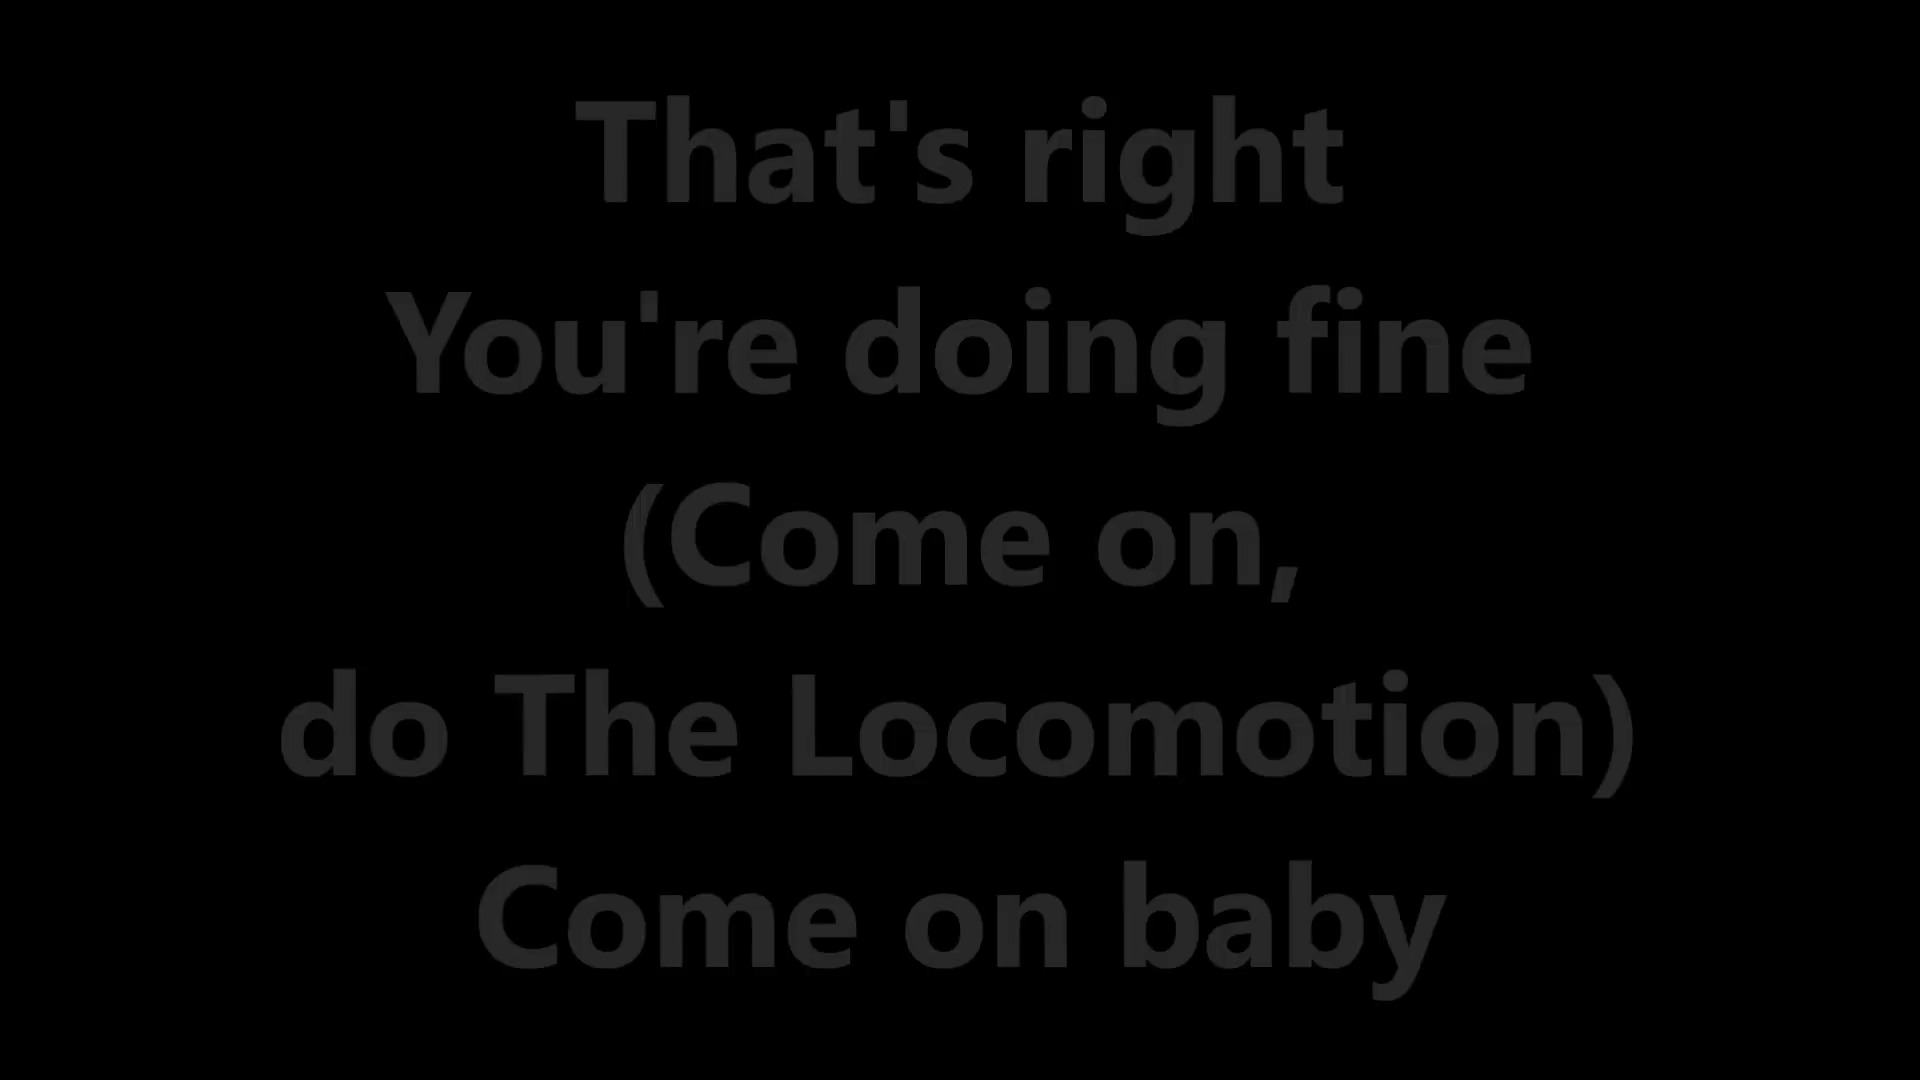 That's right
You're doing fine
(Come on,
do The Locomotion)
Come on baby